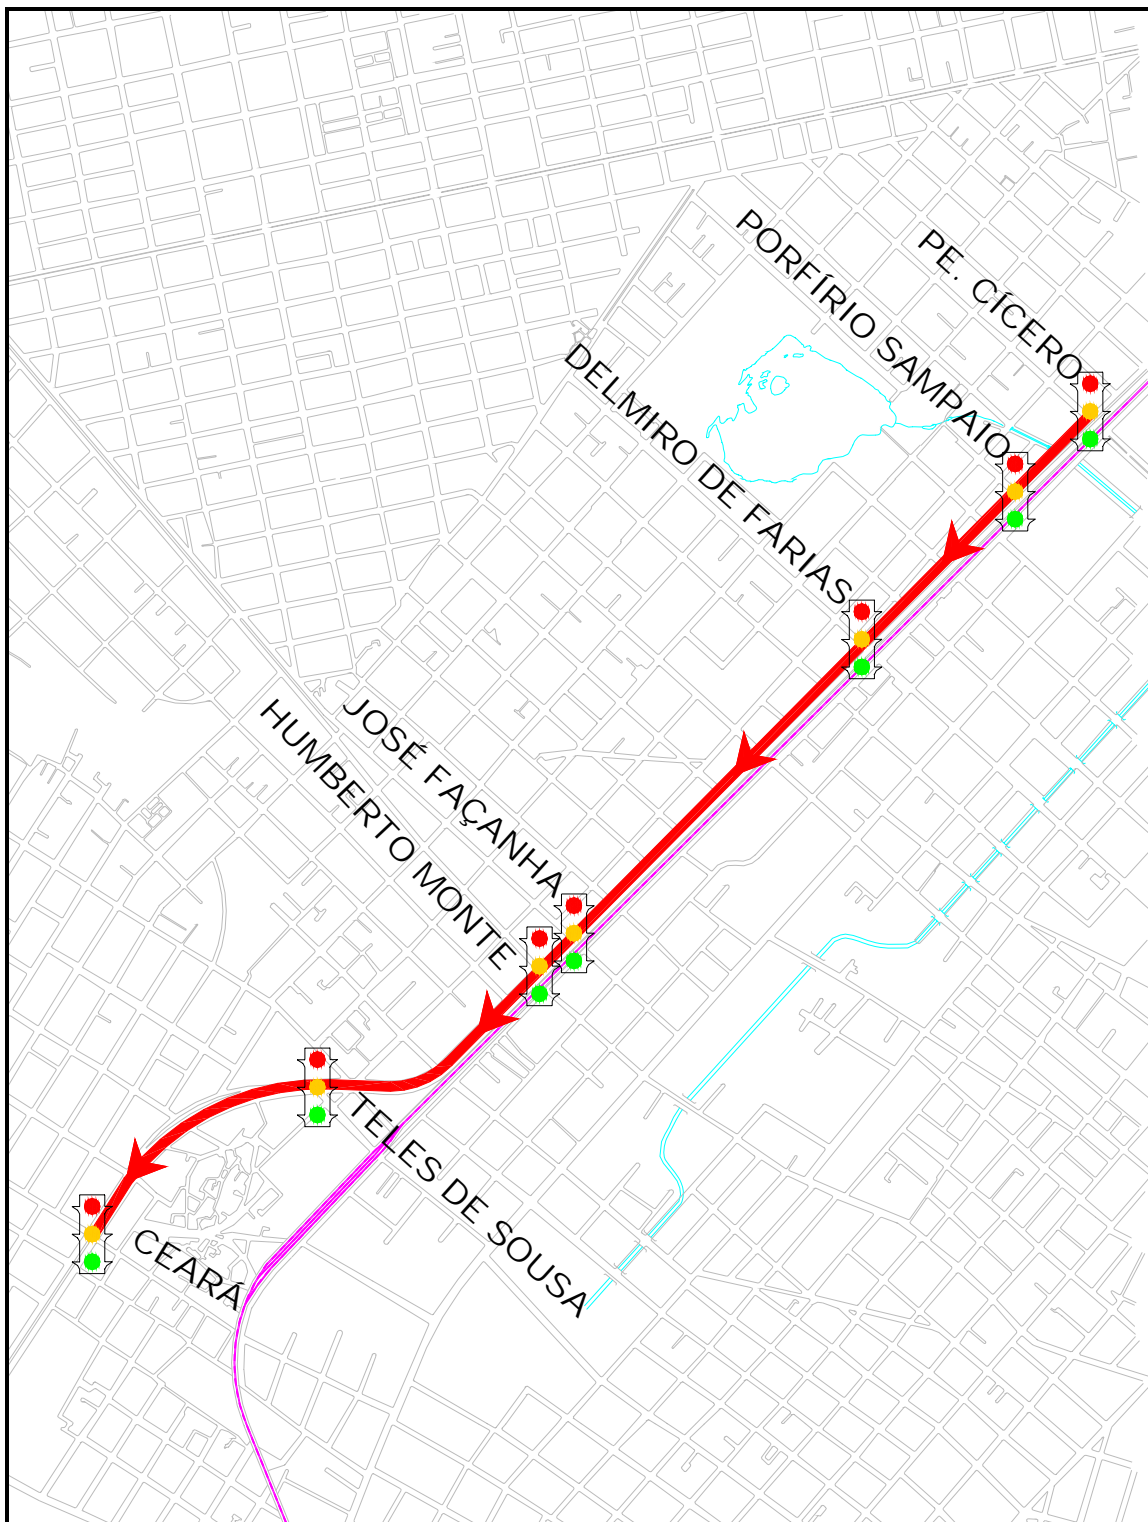 PE. CÍCERO
PORFÍRIO SAMPAIO
DELMIRO DE FARIAS
JOSÉ FAÇANHA
HUMBERTO MONTE
TELES DE SOUSA
CEARÁ